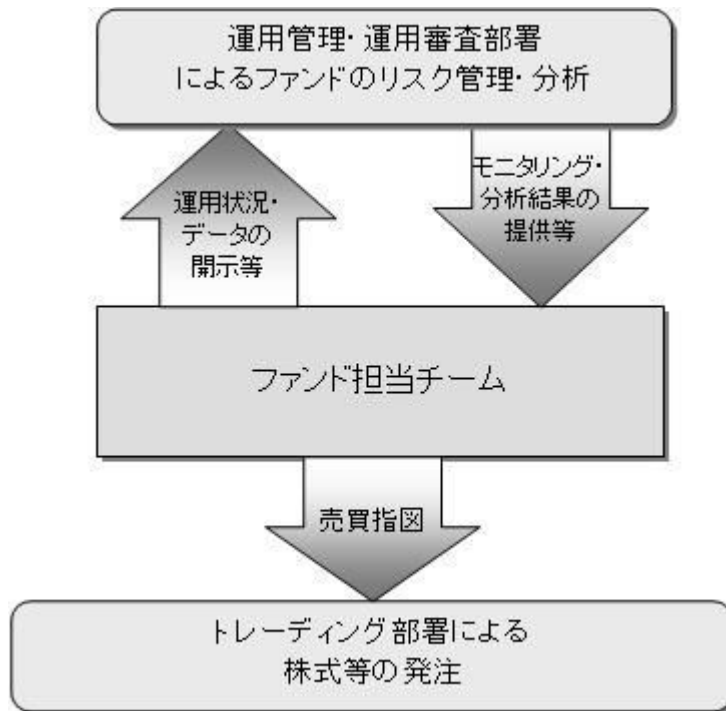 運用管理・運用審査部署
によるファンドのリスク管理・分析
運用状況・
データの
開示等
モニタリング・
分析結果の
提供等
ファンド担当チーム
売買指図
トレーディング部署による
株式等の発注